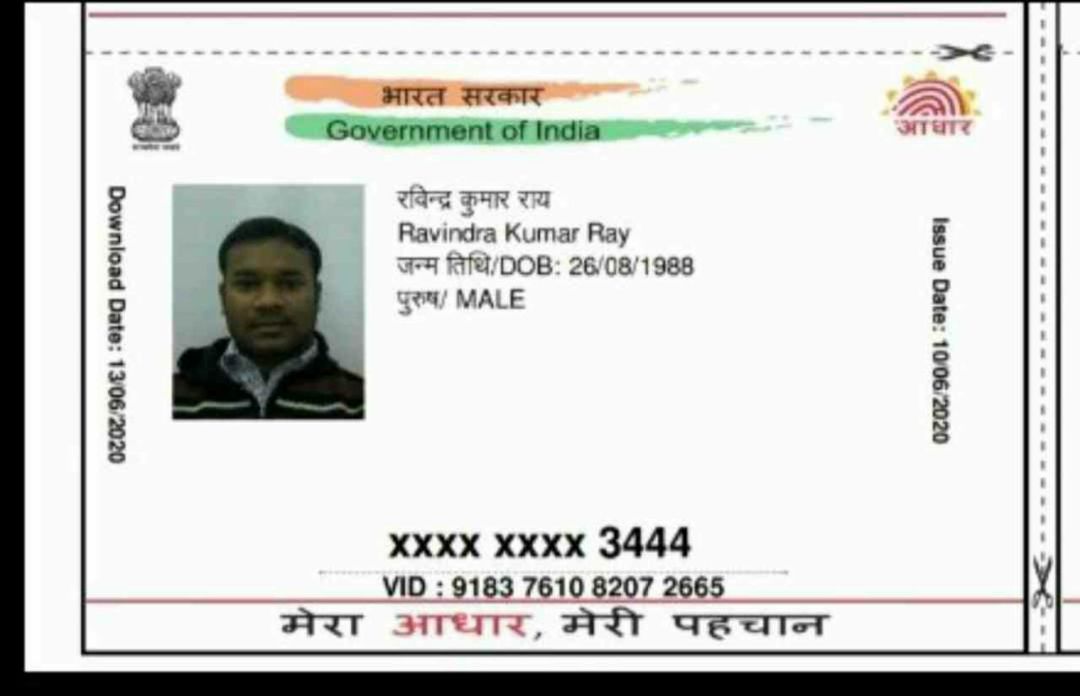 भारत सरकार
Government of India
आधार
Download Date: 13/06/2020
रविन्द्र कुमार राय
Ravindra Kumar Ray
जन्म तिथि/DOB: 26/08/1988
पुरुष/ MALE
Issue Date: 10/06/2020
xxxx xxxx 3444
VID : 9183 7610 8207 2665
मेरा आधार, मेरी पहचान